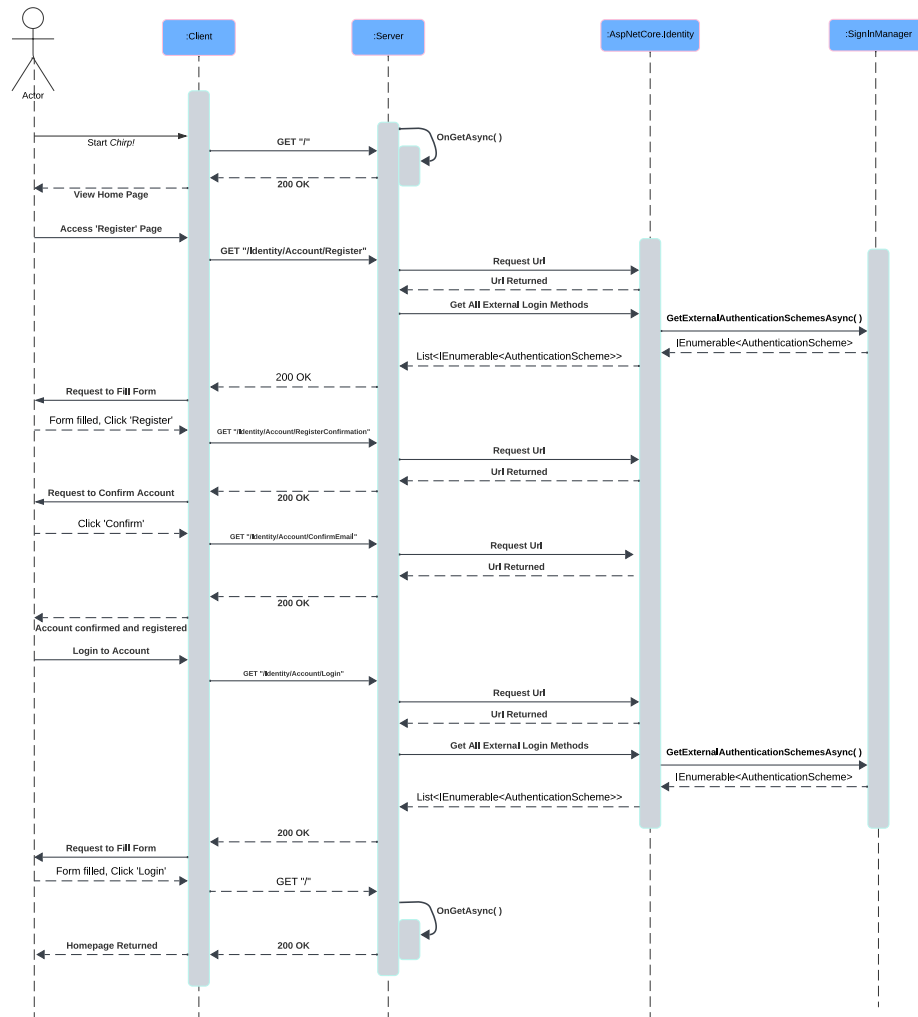 :Client
:Server
:AspNetCore.Identity
:SignInManager
Actor
Start Chirp!
GET "/"
OnGetAsync( )
200 OK
View Home Page
Access 'Register' Page
GET "/Identity/Account/Register"
Request Url
Url Returned
Get All External Login Methods
GetExternalAuthenticationSchemesAsync( )
IEnumerable<AuthenticationScheme>
List<IEnumerable<AuthenticationScheme>>
200 OK
Request to Fill Form
Form filled, Click 'Register'
GET "/Identity/Account/RegisterConfirmation"
Request Url
Url Returned
200 OK
Request to Confirm Account
Click 'Confirm'
GET "/Identity/Account/ConfirmEmail"
Request Url
Url Returned
200 OK
Account confirmed and registered
Login to Account
GET "/Identity/Account/Login"
Request Url
Url Returned
Get All External Login Methods
GetExternalAuthenticationSchemesAsync( )
IEnumerable<AuthenticationScheme>
List<IEnumerable<AuthenticationScheme>>
200 OK
Request to Fill Form
Form filled, Click 'Login'
GET "/"
OnGetAsync( )
Homepage Returned
200 OK